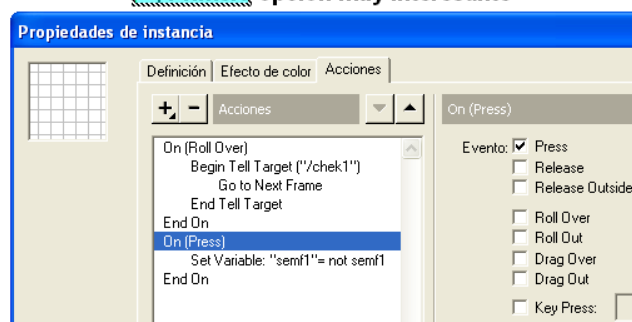 Propiedades de instancia
Definición Efecto de color Acciones
+ - Acciones On (Press)
On (Roll Over)
Begin Tell Target ("/chek1")
Go to Next Frame
End Tell Target
End On
On (Press)
Set Variable: "semf1"= not semf1
End On
Evento: Press
Release
Release Outside
Roll Over
Roll Out
Drag Over
Drag Out
Key Press: